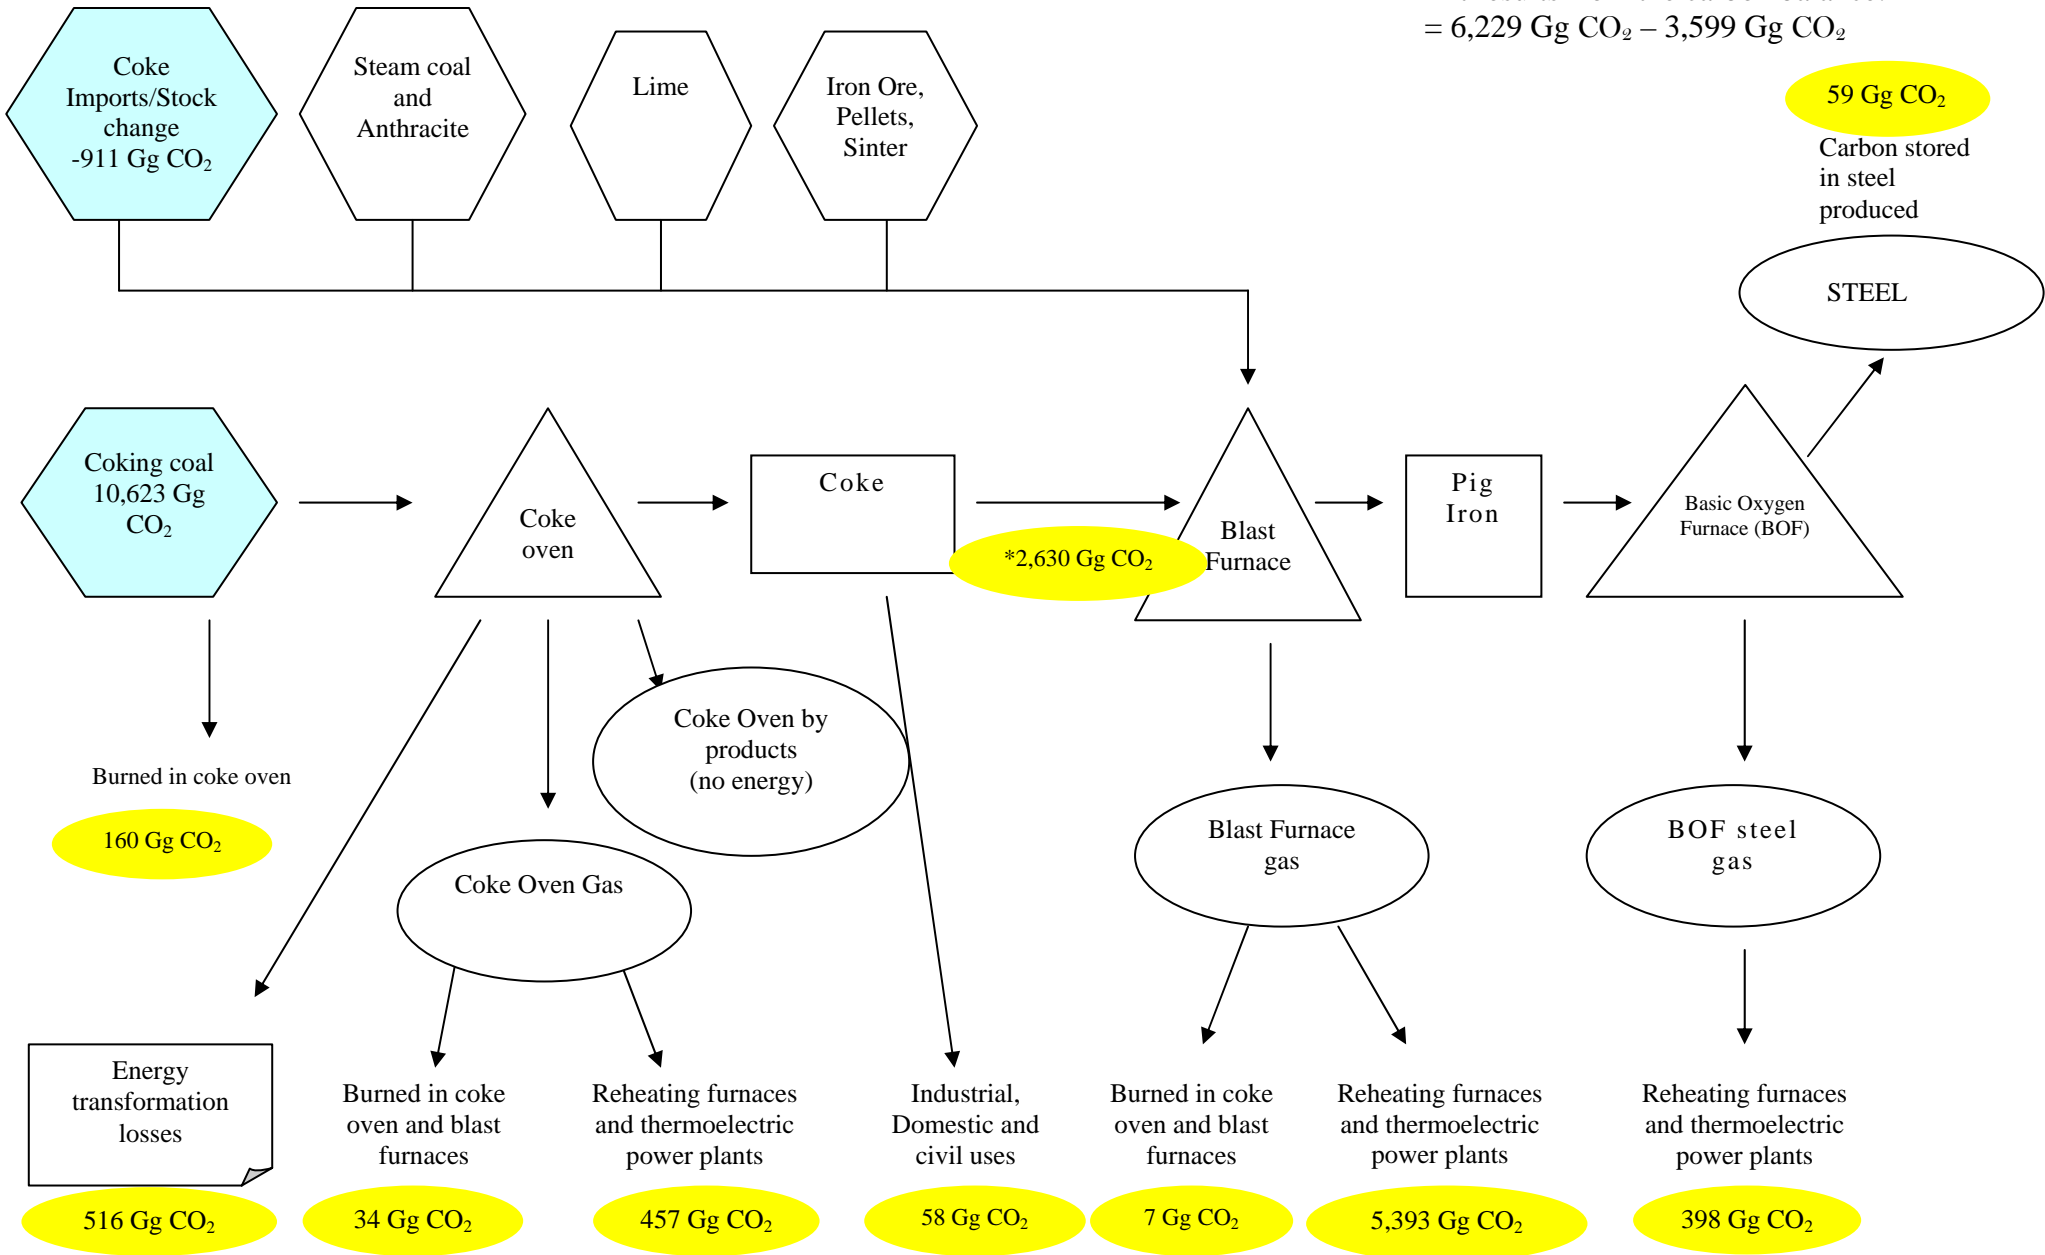 = 6,229 Gg CO₂ – 3,599 Gg CO₂
Coke
Imports/Stock
change
-911 Gg CO₂
Steam coal
and
Anthracite
Lime
Iron Ore,
Pellets,
Sinter
59 Gg CO₂
Carbon stored
in steel
produced
STEEL
Coking coal
10,623 Gg
CO₂
Coke
oven
Coke
*2,630 Gg CO₂
Blast
Furnace
Pig
Iron
Basic Oxygen
Furnace (BOF)
Burned in coke oven
160 Gg CO₂
Coke Oven by
products
(no energy)
Coke Oven Gas
Blast Furnace
gas
BOF steel
gas
Energy
transformation
losses
516 Gg CO₂
Burned in coke
oven and blast
furnaces
34 Gg CO₂
Reheating furnaces
and thermoelectric
power plants
457 Gg CO₂
Industrial,
Domestic and
civil uses
58 Gg CO₂
Burned in coke
oven and blast
furnaces
7 Gg CO₂
Reheating furnaces
and thermoelectric
power plants
5,393 Gg CO₂
Reheating furnaces
and thermoelectric
power plants
398 Gg CO₂